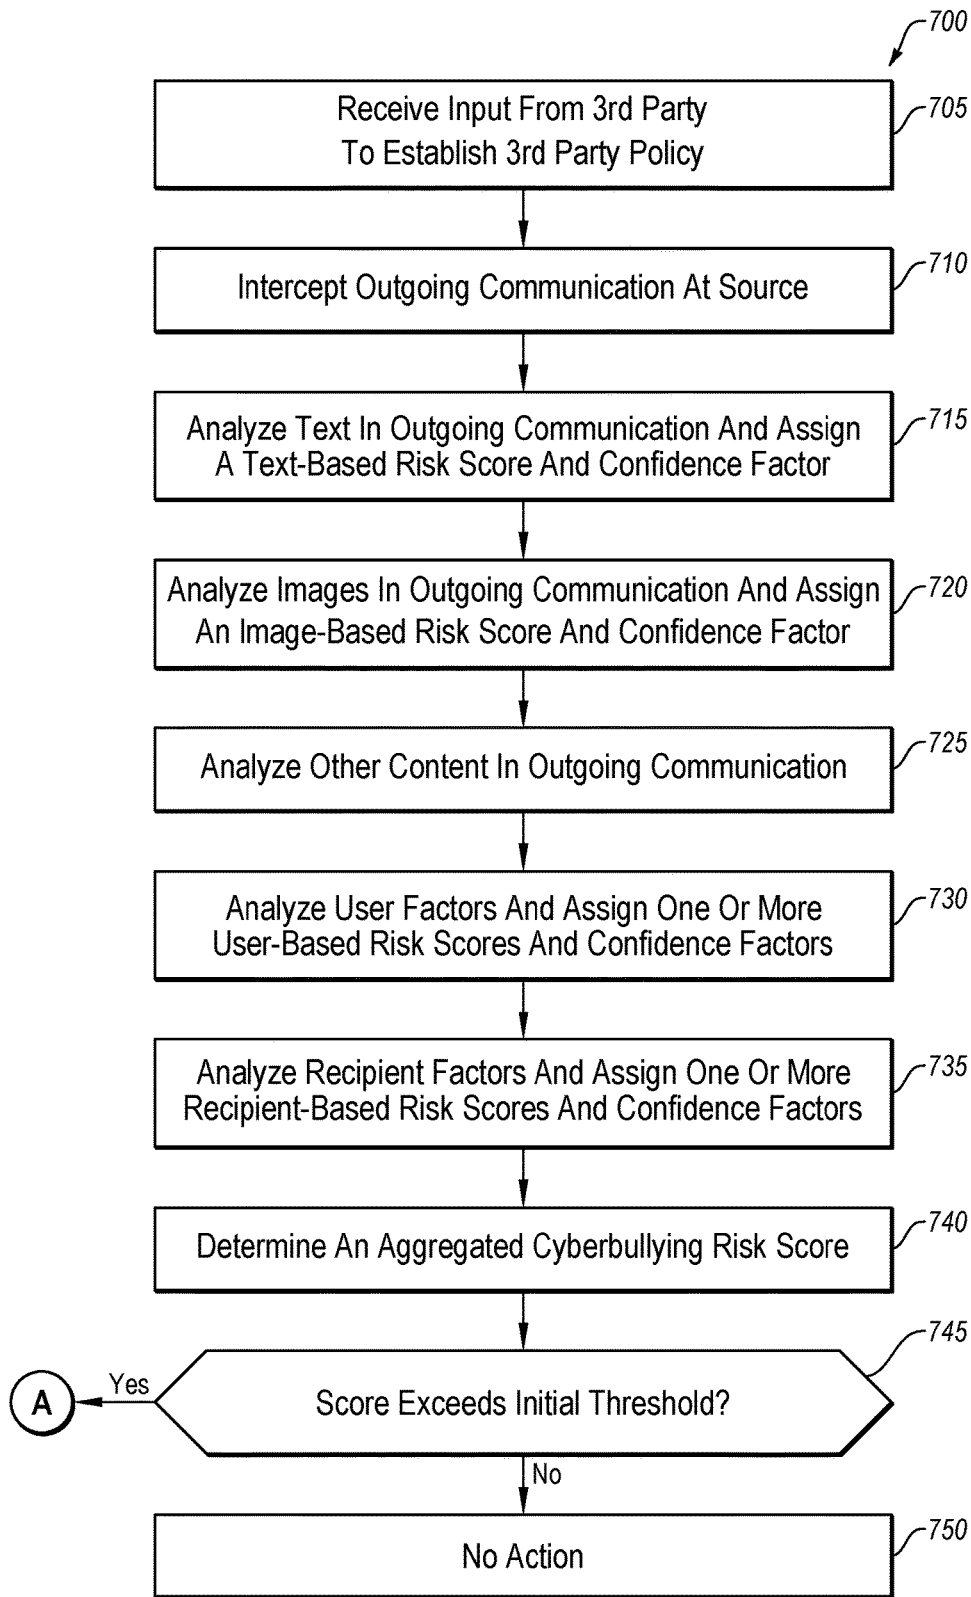 700
Receive Input From 3rd Party
To Establish 3rd Party Policy
705
Intercept Outgoing Communication At Source
710
Analyze Text In Outgoing Communication And Assign
A Text-Based Risk Score And Confidence Factor
715
Analyze Images In Outgoing Communication And Assign
An Image-Based Risk Score And Confidence Factor
720
Analyze Other Content In Outgoing Communication
725
Analyze User Factors And Assign One Or More
User-Based Risk Scores And Confidence Factors
730
Analyze Recipient Factors And Assign One Or More
Recipient-Based Risk Scores And Confidence Factors
735
Determine An Aggregated Cyberbullying Risk Score
740
745
A
Yes
Score Exceeds Initial Threshold?
No
No Action
750